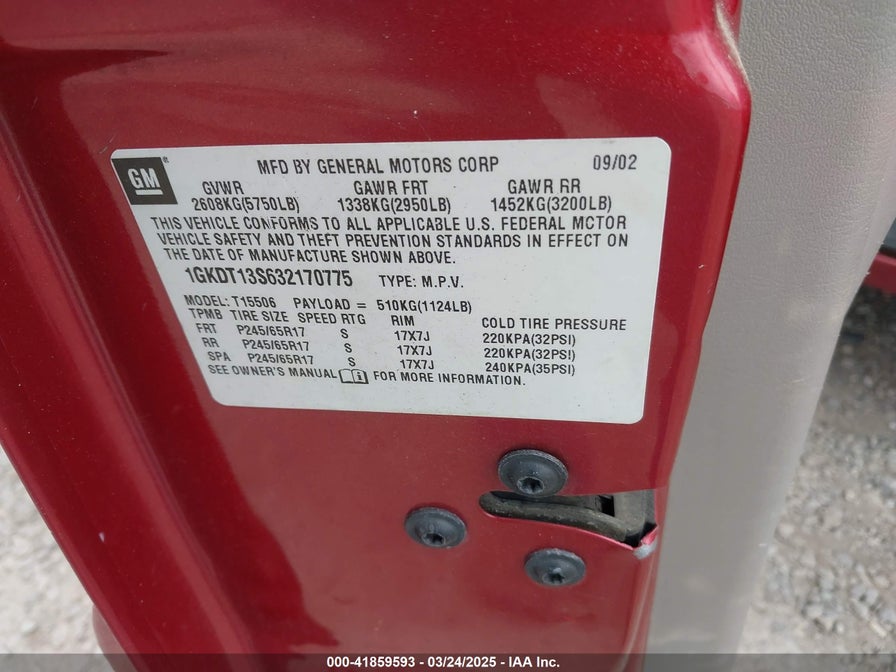 GM
MFD BY GENERAL MOTORS CORP 09/02
GVWR GAWR FRT GAWR RR
2608KG(5750LB) 1338KG(2950LB) 1452KG(3200LB)
THIS VEHICLE CONFORMS TO ALL APPLICABLE U.S. FEDERAL MOTOR
VEHICLE SAFETY AND THEFT PREVENTION STANDARDS IN EFFECT ON
THE DATE OF MANUFACTURE SHOWN ABOVE.
1GKDT13S632170775 TYPE: M.P.V.
MODEL: T15506 PAYLOAD = 510KG(1124LB)
TPMB TIRE SIZE SPEED RTG RIM COLD TIRE PRESSURE
FRT P245/65R17 S 17X7J 220KPA(32PSI)
RR P245/65R17 S 17X7J 220KPA(32PSI)
SPA P245/65R17 S 17X7J 240KPA(35PSI)
SEE OWNER'S MANUAL FOR MORE INFORMATION.
000-41859593 - 03/24/2025 - IAA Inc.